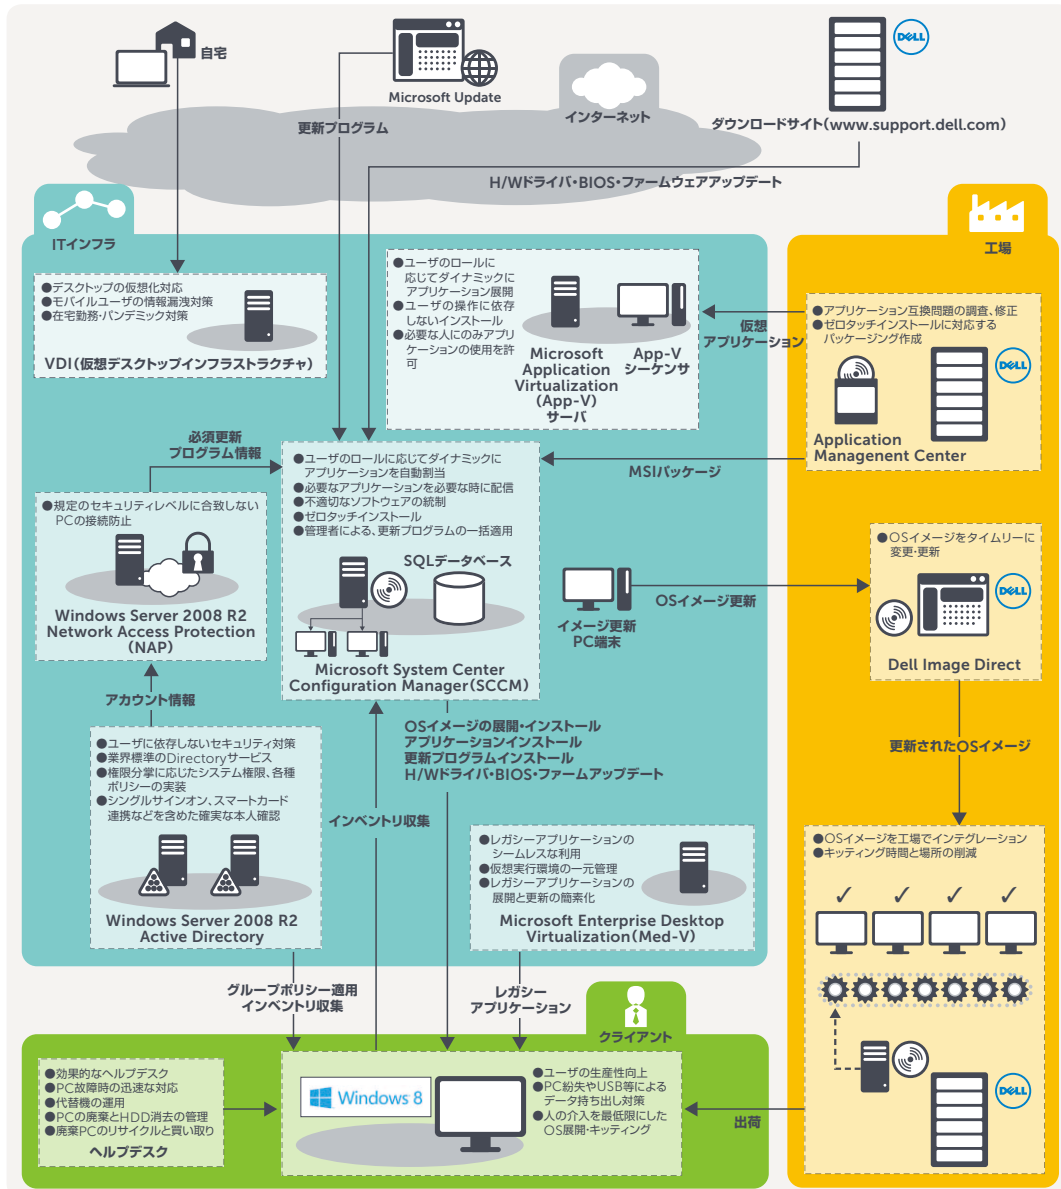 自宅
Microsoft Update
DELL
インターネット
更新プログラム
ダウンロードサイト(www.support.dell.com)
H/Wドライバ・BIOS・ファームウェアアップデート
ITインフラ
●デスクトップの仮想化対応
●モバイルユーザの情報漏洩対策
●在宅勤務・パンデミック対策
VDI(仮想デスクトップインフラストラクチャ)
●ユーザのロールに
応じてダイナミックに
アプリケーション展開
●ユーザの操作に依存
しないインストール
●必要な人にのみアプリ
ケーションの使用を許
可
Microsoft
Application
Virtualization
(App-V)
サーバ
App-V
シーケンサ
仮想
アプリケーション
工場
●アプリケーション互換問題の調査、修正
●ゼロタッチインストールに対応する
パッケージング作成
DELL
Application
Managenent Center
MSIパッケージ
必須更新
プログラム情報
●ユーザのロールに応じてダイナミックに
アプリケーションを自動割当
●必要なアプリケーションを必要な時に配信
●不適切なソフトウェアの統制
●ゼロタッチインストール
●管理者による、更新プログラムの一括適用
SQLデータベース
Microsoft System Center
Configuration Manager(SCCM)
●規定のセキュリティレベルに合致しない
PCの接続防止
Windows Server 2008 R2
Network Access Protection
(NAP)
イメージ更新
PC端末
OSイメージ更新
●OSイメージをタイムリーに
変更・更新
DELL
Dell Image Direct
更新されたOSイメージ
アカウント情報
●ユーザに依存しないセキュリティ対策
●業界標準のDirectoryサービス
●権限分掌に応じたシステム権限、各種
ポリシーの実装
●シングルサインオン、スマートカード
連携などを含めた確実な本人確認
Windows Server 2008 R2
Active Directory
OSイメージの展開・インストール
アプリケーションインストール
更新プログラムインストール
H/Wドライバ・BIOS・ファームアップデート
インベントリ収集
●レガシーアプリケーションの
シームレスな利用
●仮想実行環境の一元管理
●レガシーアプリケーションの
展開と更新の簡素化
Microsoft Enterprise Desktop
Virtualization(Med-V)
●OSイメージを工場でインテグレーション
●キッティング時間と場所の削減
DELL
グループポリシー適用
インベントリ収集
レガシー
アプリケーション
クライアント
●効果的なヘルプデスク
●PC故障時の迅速な対応
●代替機の運用
●PCの廃棄とHDD消去の管理
●廃棄PCのリサイクルと買い取り
ヘルプデスク
Windows 8
●ユーザの生産性向上
●PC紛失やUSB等による
データ持ち出し対策
●人の介入を最低限にした
OS展開・キッティング
出荷